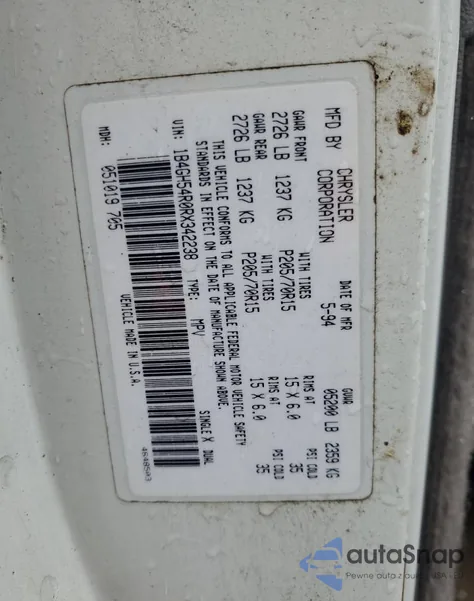 MFD BY CHRYSLER CORPORATION DATE OF MFR 5-94 GVWR 05200 LB 2359 KG
GAWR FRONT 2726 LB 1237 KG WITH TIRES P205/70R15 RIMS AT 15 X 6.0 PSI COLD 35
GAWR REAR 2726 LB 1237 KG WITH TIRES P205/70R15 RIMS AT 15 X 6.0 PSI COLD 35
THIS VEHICLE CONFORMS TO ALL APPLICABLE FEDERAL MOTOR VEHICLE SAFETY
STANDARDS IN EFFECT ON THE DATE OF MANUFACTURE SHOWN ABOVE.
VIN: 1B4GH54R0RX342238 TYPE: MPV SINGLE X DUAL
MDH: 051019 705 VEHICLE MADE IN U.S.A.
autaSnap
Pewne auta z